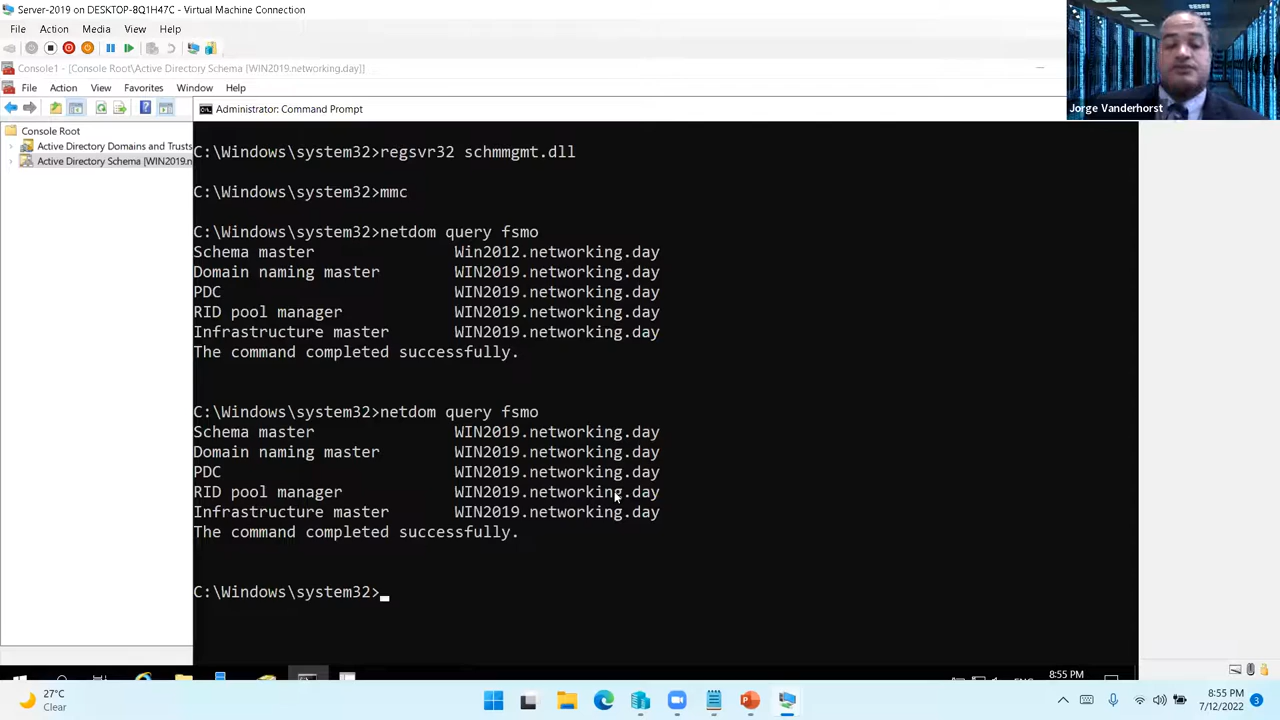 Server-2019 on DESKTOP-8Q1H47C - Virtual Machine Connection
File Action Media View Help
Console1 - [Console Root\Active Directory Schema [WIN2019.networking.day]]
File Action View Favorites Window Help
Jorge Vanderhorst
Administrator: Command Prompt
Console Root
Active Directory Domains and Trusts
Active Directory Schema [WIN2019.n
C:\Windows\system32>regsvr32 schmmgmt.dll
C:\Windows\system32>mmc
C:\Windows\system32>netdom query fsmo
Schema master Win2012.networking.day
Domain naming master WIN2019.networking.day
PDC WIN2019.networking.day
RID pool manager WIN2019.networking.day
Infrastructure master WIN2019.networking.day
The command completed successfully.
C:\Windows\system32>netdom query fsmo
Schema master WIN2019.networking.day
Domain naming master WIN2019.networking.day
PDC WIN2019.networking.day
RID pool manager WIN2019.networking.day
Infrastructure master WIN2019.networking.day
The command completed successfully.
C:\Windows\system32>
8:55 PM
27°C
Clear
8:55 PM
7/12/2022
3